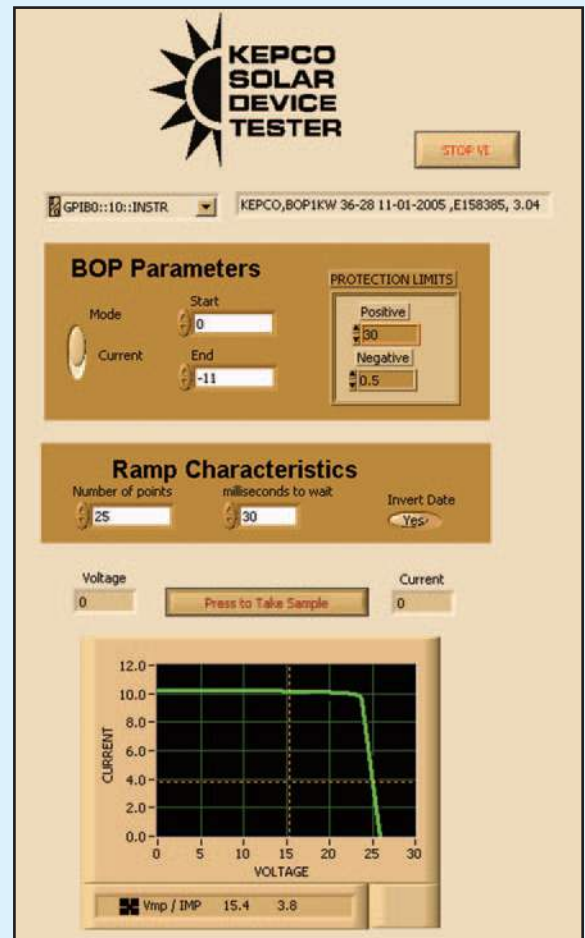 KEPCO
SOLAR
DEVICE
TESTER
STOP VI
GPIB0::10::INSTR
KEPCO,BOP1KW 36-28 11-01-2005 ,E158385, 3.04
BOP Parameters
PROTECTION LIMITS
Mode
Current
Start
0
End
-11
Positive
30
Negative
0.5
Ramp Characteristics
Number of points
25
milliseconds to wait
30
Invert Date
Yes
Voltage
0
Press to Take Sample
Current
0
CURRENT
12.0
10.0
8.0
6.0
4.0
2.0
0.0
0 5 10 15 20 25 30
VOLTAGE
Vmp / IMP 15.4 3.8